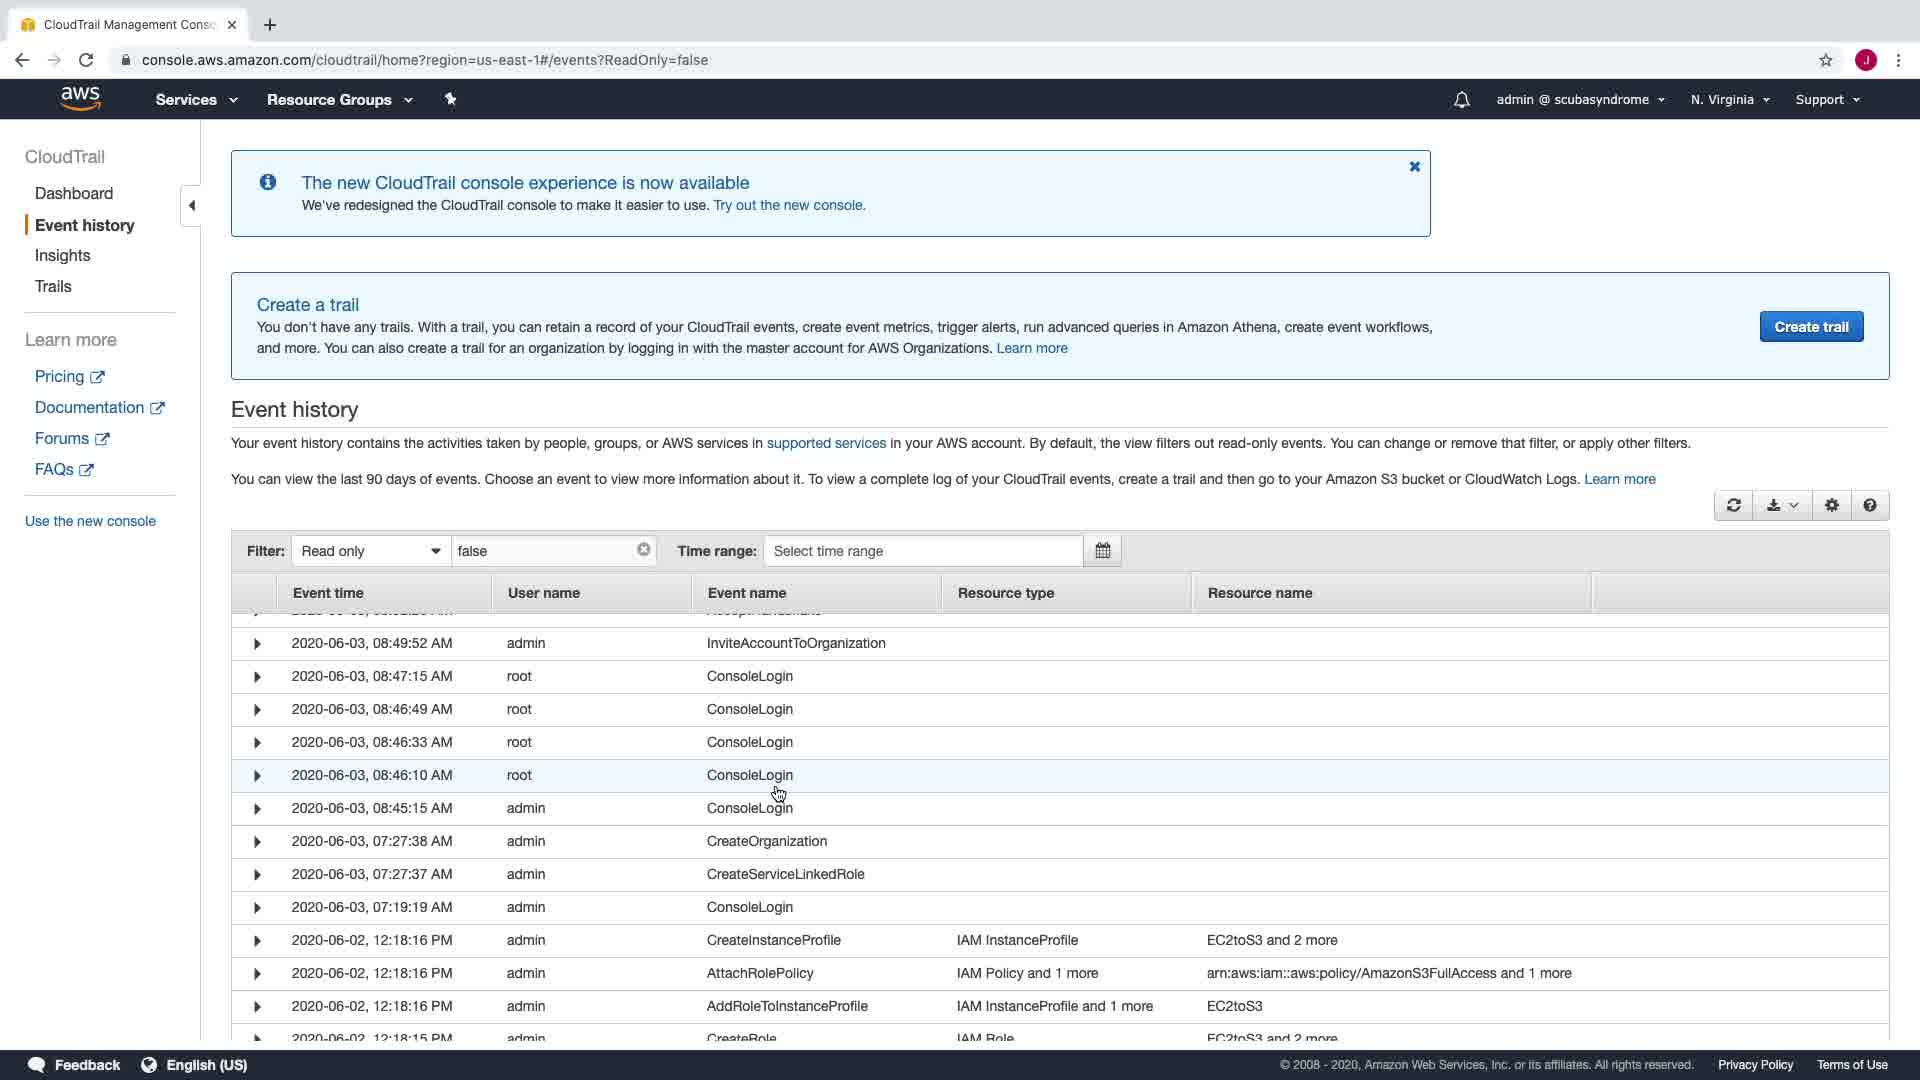 CloudTrail Management Consc
console.aws.amazon.com/cloudtrail/home?region=us-east-1#/events?ReadOnly=false
J
aws
Services
Resource Groups
admin @ scubasyndrome
N. Virginia
Support
CloudTrail
Dashboard
Event history
Insights
Trails
Learn more
Pricing
Documentation
Forums
FAQs
Use the new console
The new CloudTrail console experience is now available
We've redesigned the CloudTrail console to make it easier to use. Try out the new console.
Create a trail
You don't have any trails. With a trail, you can retain a record of your CloudTrail events, create event metrics, trigger alerts, run advanced queries in Amazon Athena, create event workflows,
and more. You can also create a trail for an organization by logging in with the master account for AWS Organizations. Learn more
Create trail
Event history
Your event history contains the activities taken by people, groups, or AWS services in supported services in your AWS account. By default, the view filters out read-only events. You can change or remove that filter, or apply other filters.
You can view the last 90 days of events. Choose an event to view more information about it. To view a complete log of your CloudTrail events, create a trail and then go to your Amazon S3 bucket or CloudWatch Logs. Learn more
Filter: Read only false Time range: Select time range
Event time User name Event name Resource type Resource name
2020-06-03, 08:49:52 AM admin InviteAccountToOrganization
2020-06-03, 08:47:15 AM root ConsoleLogin
2020-06-03, 08:46:49 AM root ConsoleLogin
2020-06-03, 08:46:33 AM root ConsoleLogin
2020-06-03, 08:46:10 AM root ConsoleLogin
2020-06-03, 08:45:15 AM admin ConsoleLogin
2020-06-03, 07:27:38 AM admin CreateOrganization
2020-06-03, 07:27:37 AM admin CreateServiceLinkedRole
2020-06-03, 07:19:19 AM admin ConsoleLogin
2020-06-02, 12:18:16 PM admin CreateInstanceProfile IAM InstanceProfile EC2toS3 and 2 more
2020-06-02, 12:18:16 PM admin AttachRolePolicy IAM Policy and 1 more arn:aws:iam::aws:policy/AmazonS3FullAccess and 1 more
2020-06-02, 12:18:16 PM admin AddRoleToInstanceProfile IAM InstanceProfile and 1 more EC2toS3
2020-06-02, 12:18:15 PM admin CreateRole IAM Role EC2toS3 and 2 more
Feedback
English (US)
© 2008 - 2020, Amazon Web Services, Inc. or its affiliates. All rights reserved.
Privacy Policy
Terms of Use